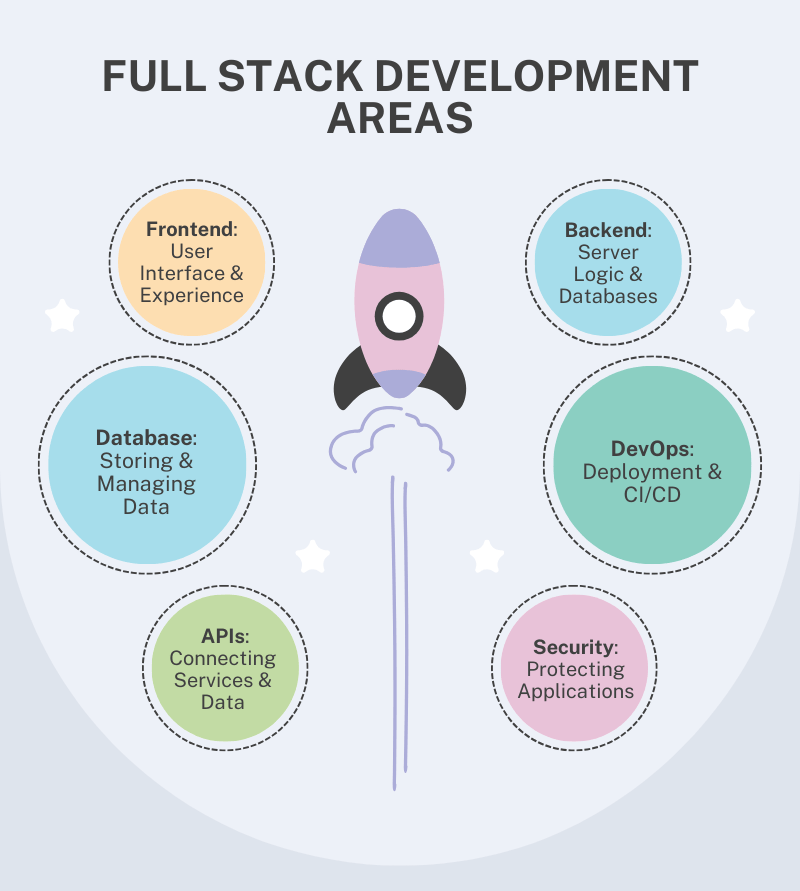 FULL STACK DEVELOPMENT
AREAS
Frontend:
User
Interface &
Experience
Backend:
Server
Logic &
Databases
Database:
Storing &
Managing
Data
DevOps:
Deployment &
CI/CD
APIs:
Connecting
Services &
Data
Security:
Protecting
Applications